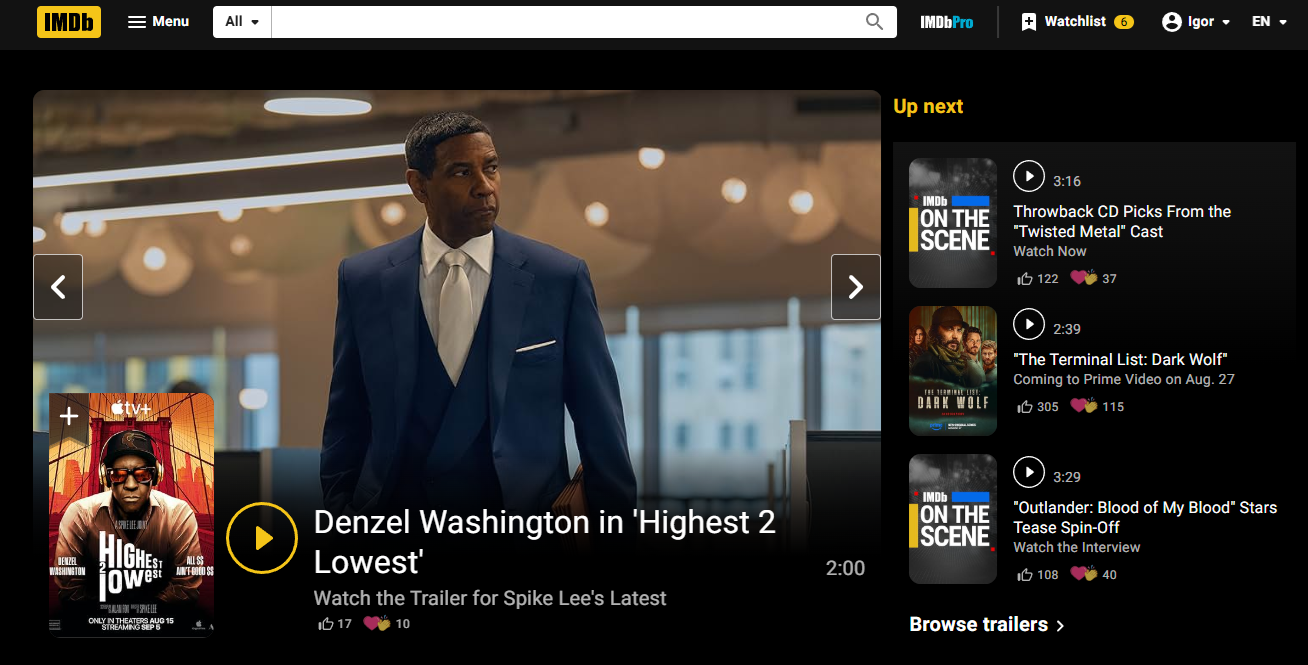 IMDb
Menu
All
IMDbPro
Watchlist 6
Igor
EN
Up next
IMDb
ON THE
SCENE
3:16
Throwback CD Picks From the
"Twisted Metal" Cast
Watch Now
122 37
THE TERMINAL LIST:
DARK WOLF
2:39
"The Terminal List: Dark Wolf"
Coming to Prime Video on Aug. 27
305 115
IMDb
ON THE
SCENE
3:29
"Outlander: Blood of My Blood" Stars
Tease Spin-Off
Watch the Interview
108 40
Browse trailers
tv+
A SPIKE LEE JOINT
HIGHEST
2
LOWEST
DENZEL
WASHINGTON
ALL $$
AIN'T GOOD $$
ONLY IN THEATERS AUG 15
STREAMING SEP 5
Denzel Washington in 'Highest 2
Lowest'
2:00
Watch the Trailer for Spike Lee's Latest
17 10